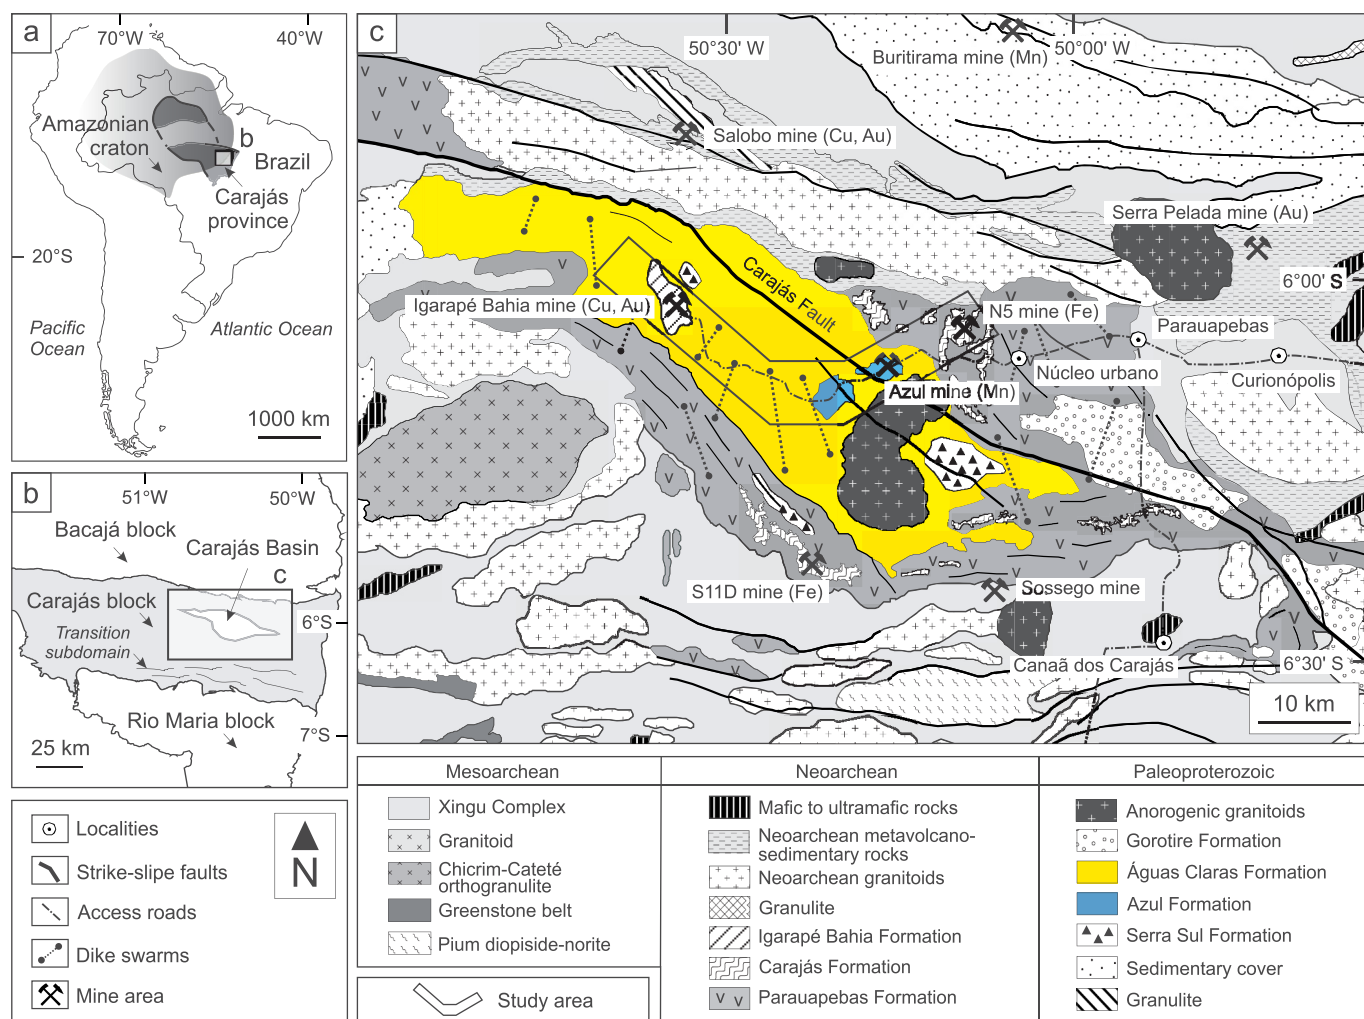 a
70°W
40°W
Amazonian
craton
b
Brazil
Carajás
province
20°S
Pacific
Ocean
Atlantic Ocean
1000 km
b
51°W
50°W
Bacajá block
Carajás Basin
c
Carajás block
6°S
Transition
subdomain
Rio Maria block
7°S
25 km
Localities
Strike-slipe faults
Access roads
Dike swarms
Mine area
N
c
50°30' W
50°00' W
Buritirama mine (Mn)
Salobo mine (Cu, Au)
Serra Pelada mine (Au)
6°00' S
Carajás Fault
Igarapé Bahia mine (Cu, Au)
N5 mine (Fe)
Parauapebas
Núcleo urbano
Curionópolis
Azul mine (Mn)
S11D mine (Fe)
Sossego mine
Canaã dos Carajás
6°30' S
10 km
Mesoarchean
Xingu Complex
Granitoid
Chicrim-Cateté
orthogranulite
Greenstone belt
Pium diopiside-norite
Study area
Neoarchean
Mafic to ultramafic rocks
Neoarchean metavolcano-
sedimentary rocks
Neoarchean granitoids
Granulite
Igarapé Bahia Formation
Carajás Formation
Parauapebas Formation
Paleoproterozoic
Anorogenic granitoids
Gorotire Formation
Águas Claras Formation
Azul Formation
Serra Sul Formation
Sedimentary cover
Granulite